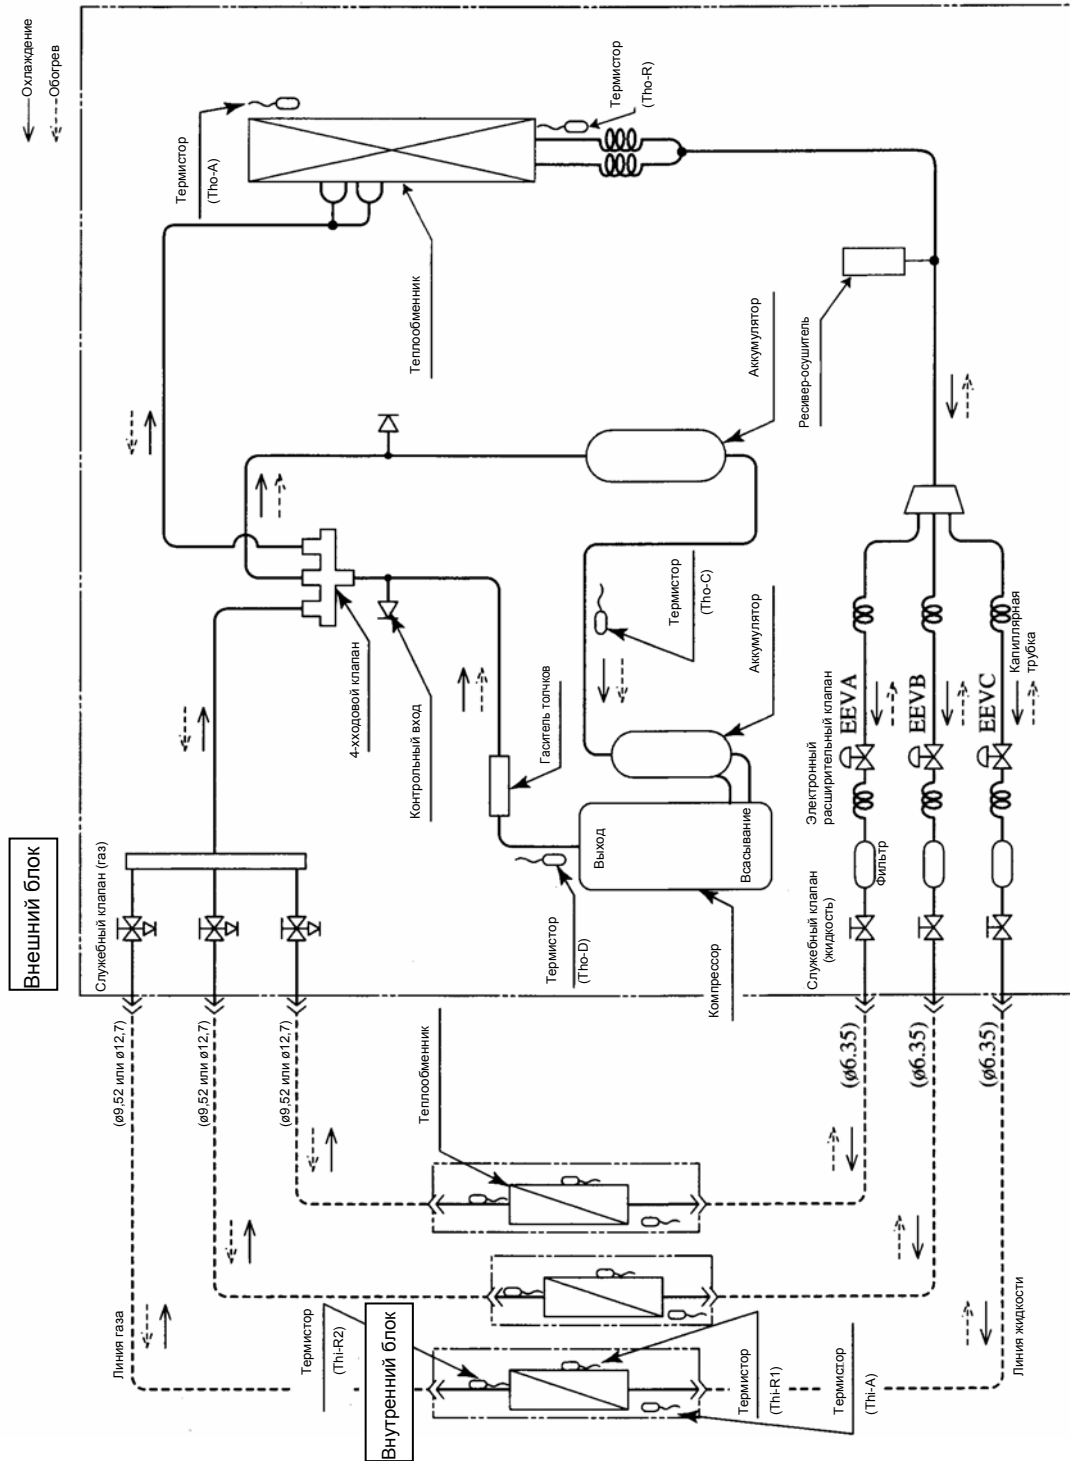 Охлаждение
Обогрев
Внешний блок
Термистор
(Tho-A)
Термистор
(Tho-R)
Теплообменник
Аккумулятор
Ресивер-осушитель
4-хходовой клапан
Контрольный вход
Гаситель толчков
Термистор
(Tho-C)
Аккумулятор
Выход
Всасывание
Термистор
(Tho-D)
Компрессор
Служебный клапан (газ)
Капиллярная
трубка
EEVA
EEVB
EEVC
Электронный
расширительный клапан
Фильтр
Служебный клапан
(жидкость)
(ø9,52 или ø12,7)
(ø9,52 или ø12,7)
(ø9,52 или ø12,7)
(ø6.35)
(ø6.35)
(ø6.35)
Теплообменник
Линия газа
Линия жидкости
Термистор
(Thi-R2)
Внутренний блок
Термистор
(Thi-R1)
Термистор
(Thi-A)